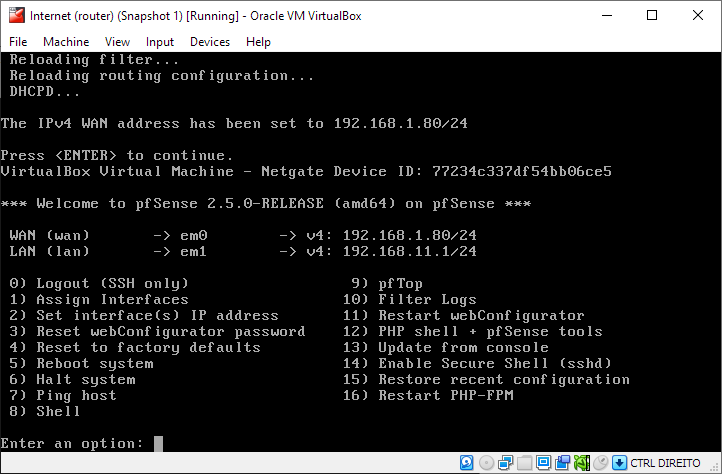 Internet (router) (Snapshot 1) [Running] - Oracle VM VirtualBox
File Machine View Input Devices Help
Reloading filter...
Reloading routing configuration...
DHCPD...
The IPv4 WAN address has been set to 192.168.1.80/24
Press <ENTER> to continue.
VirtualBox Virtual Machine - Netgate Device ID: 77234c337df54bb06ce5
*** Welcome to pfSense 2.5.0-RELEASE (amd64) on pfSense ***
WAN (wan) -> em0 -> v4: 192.168.1.80/24
LAN (lan) -> em1 -> v4: 192.168.11.1/24
0) Logout (SSH only) 9) pfTop
1) Assign Interfaces 10) Filter Logs
2) Set interface(s) IP address 11) Restart webConfigurator
3) Reset webConfigurator password 12) PHP shell + pfSense tools
4) Reset to factory defaults 13) Update from console
5) Reboot system 14) Enable Secure Shell (sshd)
6) Halt system 15) Restore recent configuration
7) Ping host 16) Restart PHP-FPM
8) Shell
Enter an option:
CTRL DIREITO